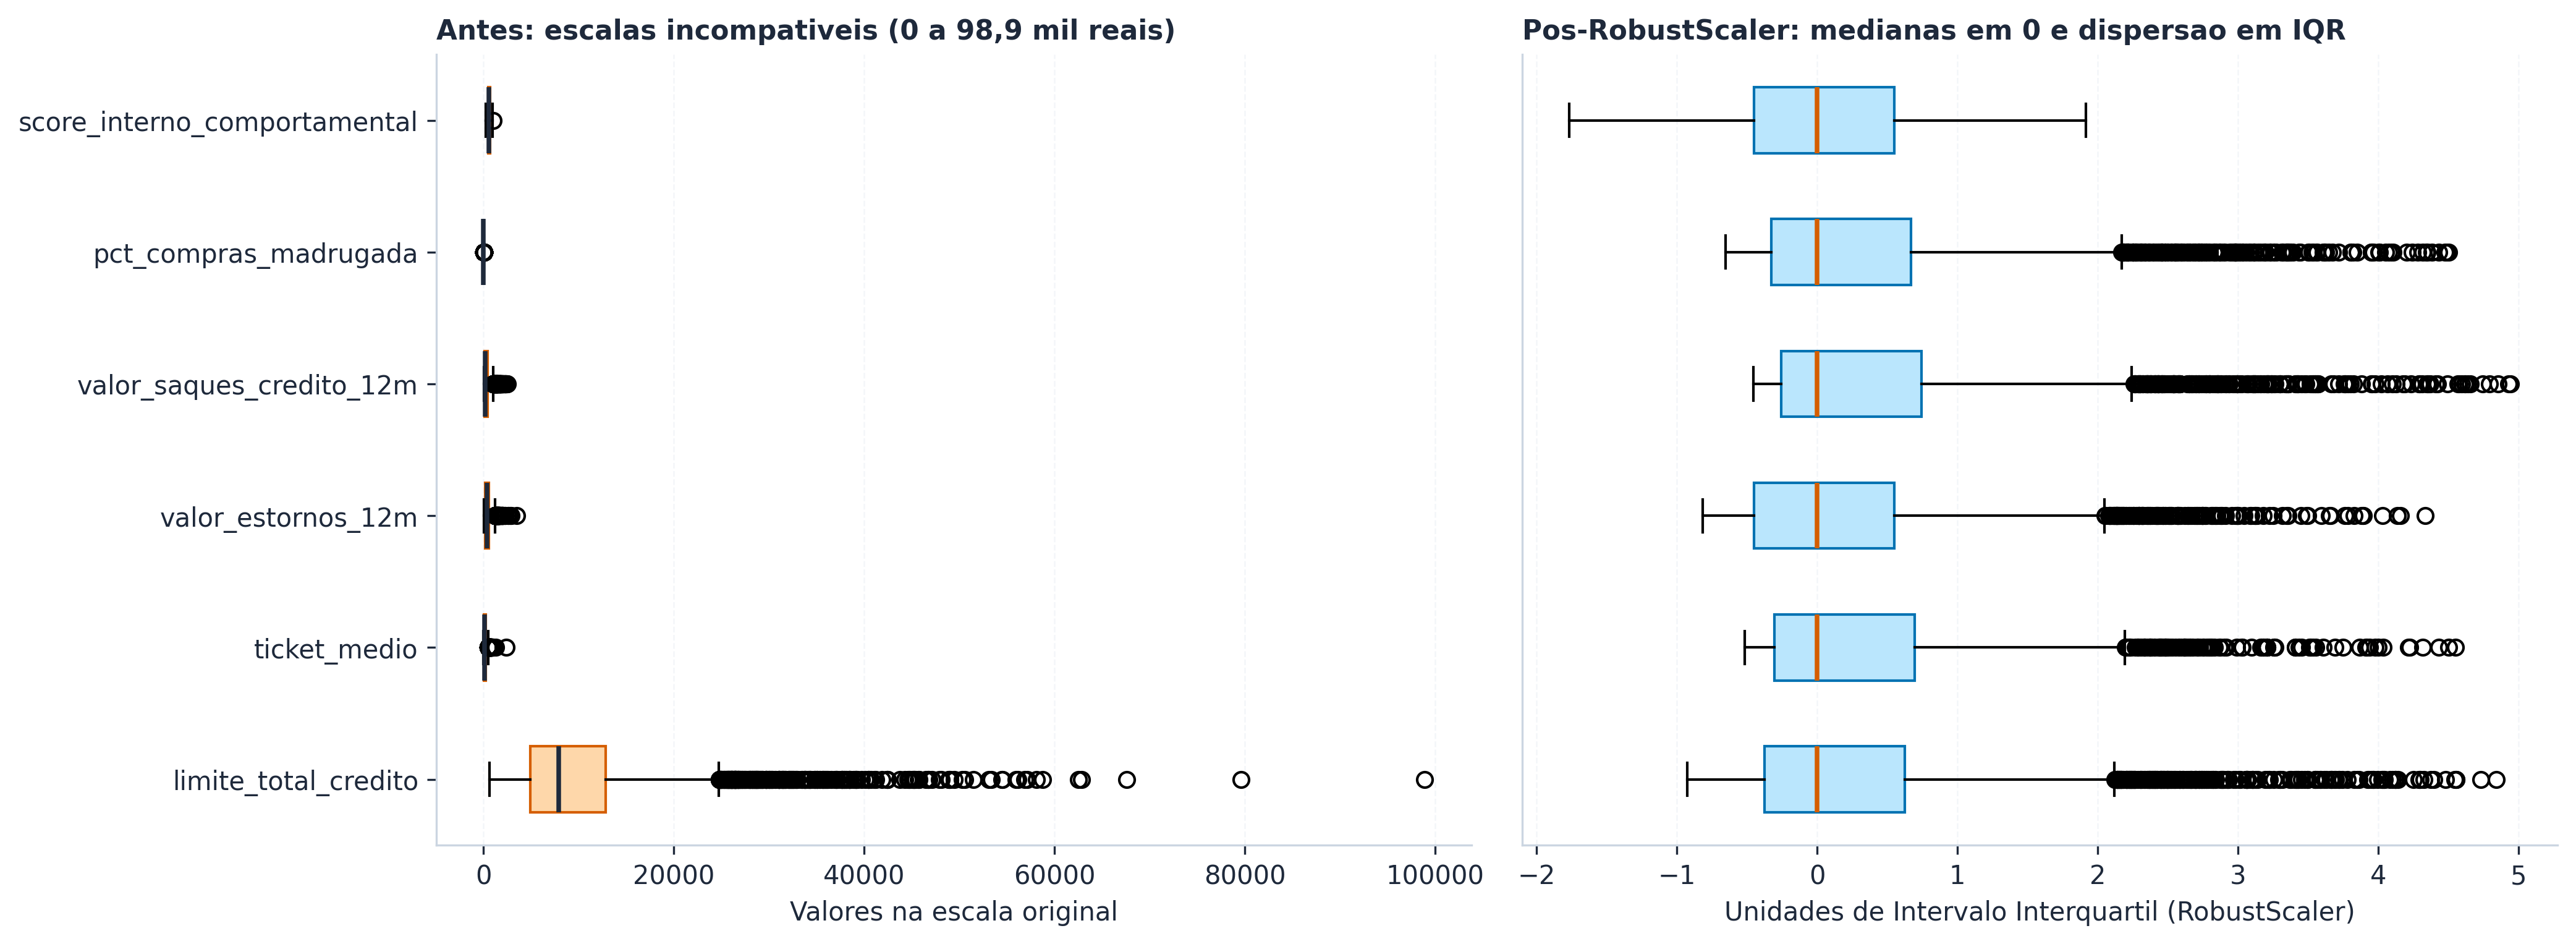 Antes: escalas incompativeis (0 a 98,9 mil reais)
score_interno_comportamental
pct_compras_madrugada
valor_saques_credito_12m
valor_estornos_12m
ticket_medio
limite_total_credito
0 20000 40000 60000 80000 100000
Valores na escala original
Pos-RobustScaler: medianas em 0 e dispersao em IQR
−2 −1 0 1 2 3 4 5
Unidades de Intervalo Interquartil (RobustScaler)